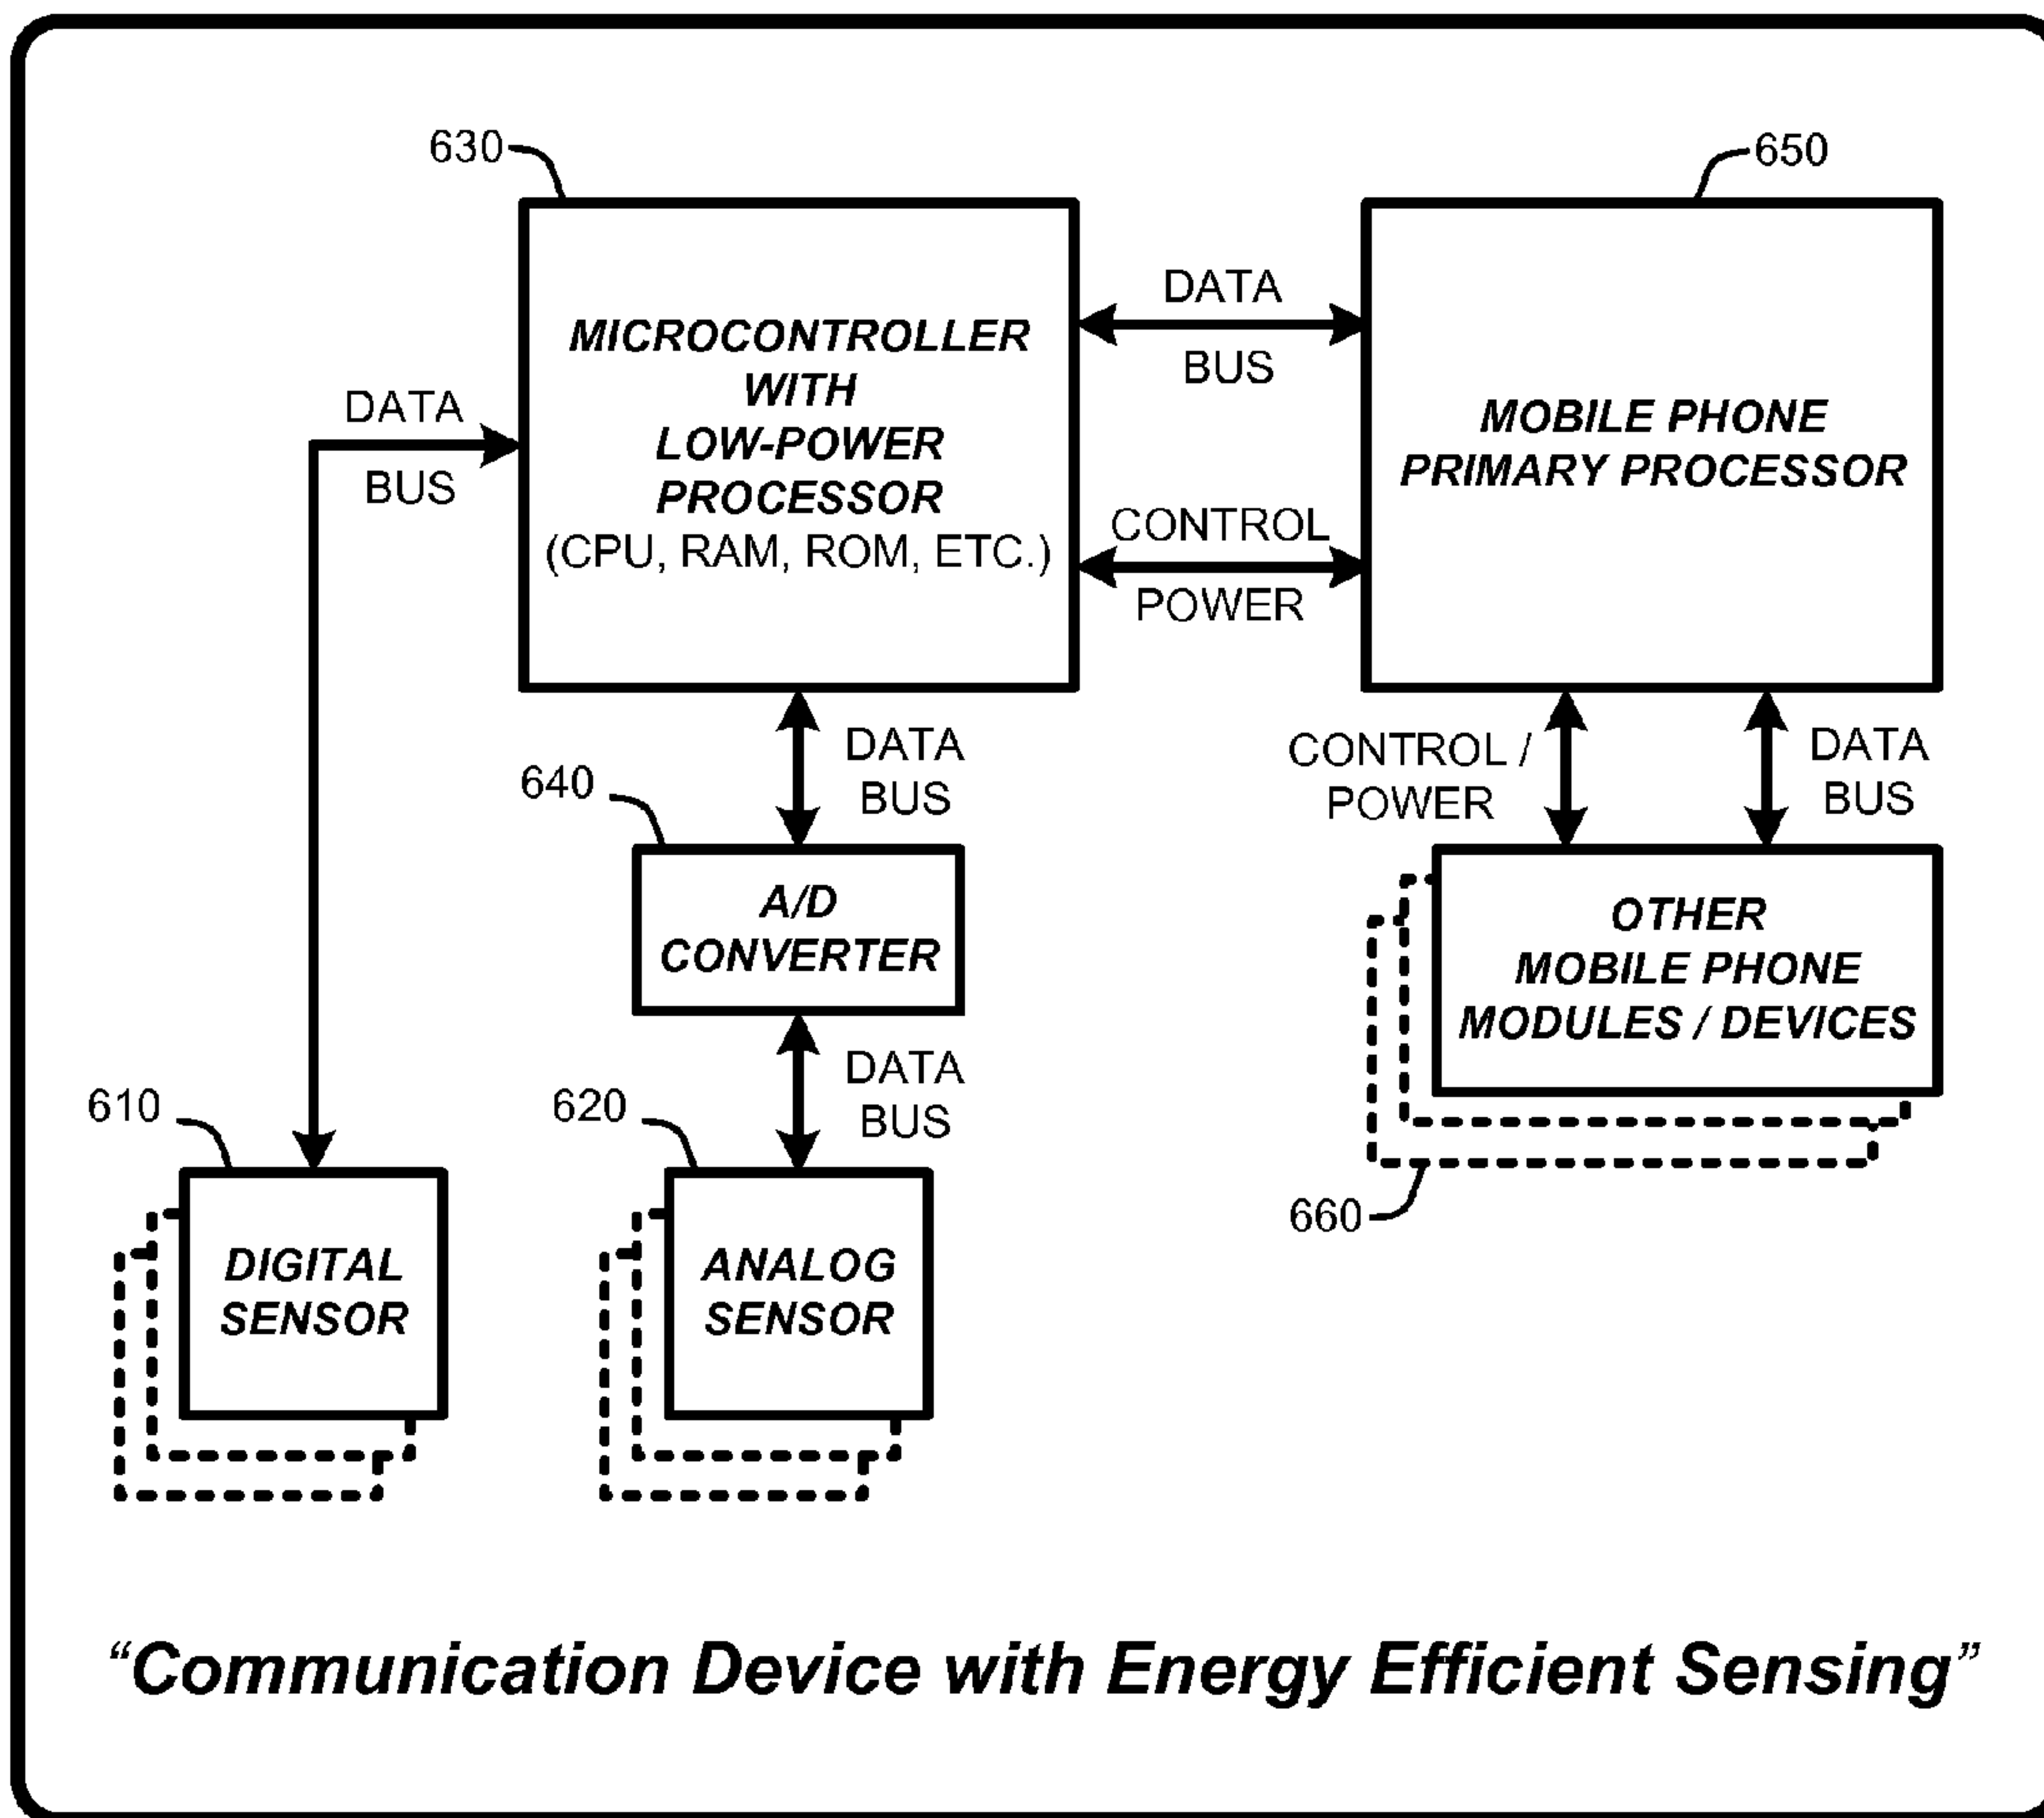 630
650
MICROCONTROLLER
WITH
LOW-POWER
PROCESSOR
(CPU, RAM, ROM, ETC.)
DATA
BUS
MOBILE PHONE
PRIMARY PROCESSOR
CONTROL
POWER
DATA
BUS
640
DATA
BUS
CONTROL /
POWER
DATA
BUS
A/D
CONVERTER
OTHER
MOBILE PHONE
MODULES / DEVICES
660
610
620
DATA
BUS
DIGITAL
SENSOR
ANALOG
SENSOR
“Communication Device with Energy Efficient Sensing”